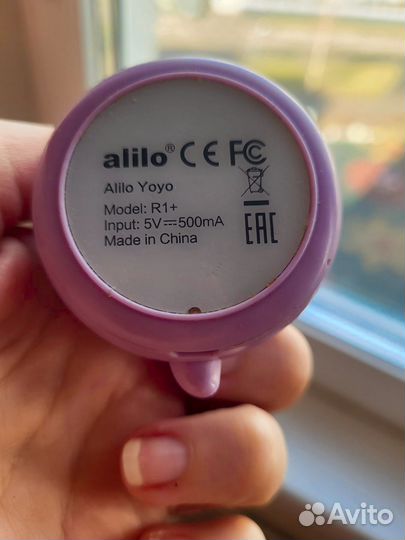 alilo® CE FC
Alilo Yoyo
Model: R1+
Input: 5V⎓500mA
Made in China
EAC
Avito